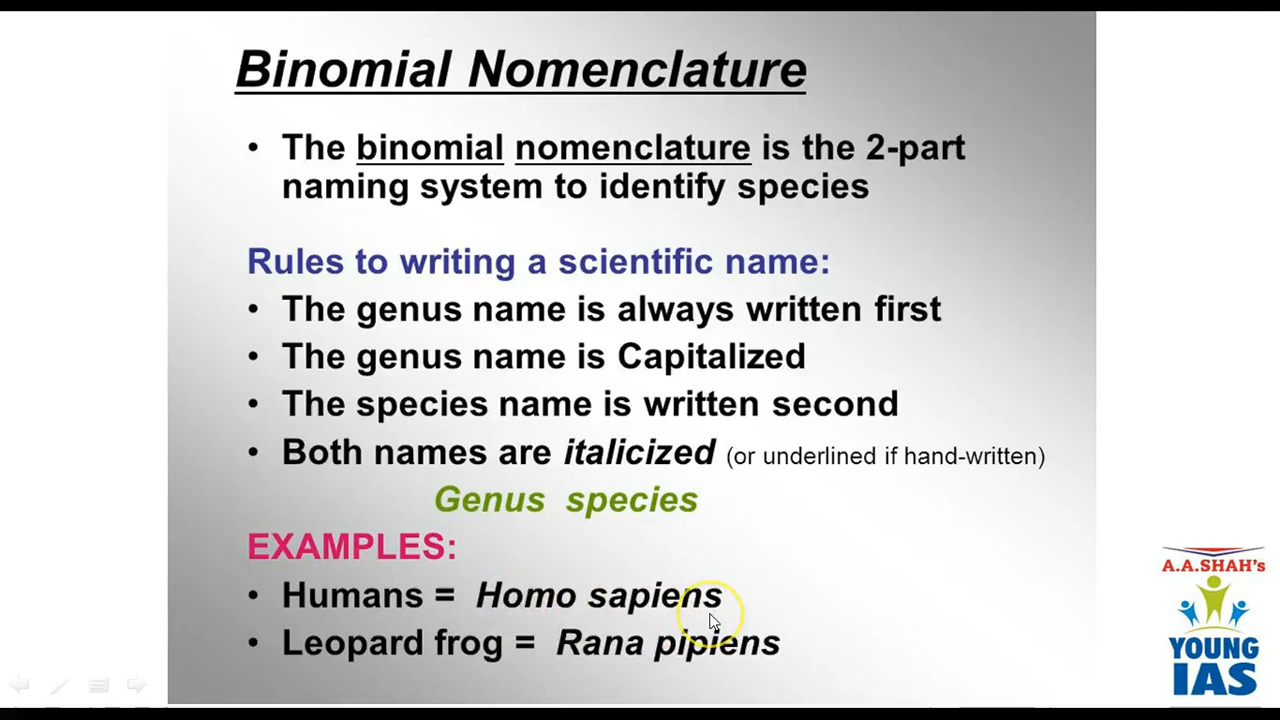 Binomial Nomenclature
• The binomial nomenclature is the 2-part
naming system to identify species
Rules to writing a scientific name:
• The genus name is always written first
• The genus name is Capitalized
• The species name is written second
• Both names are italicized (or underlined if hand-written)
Genus species
EXAMPLES:
• Humans = Homo sapiens
• Leopard frog = Rana pipiens
A.A.SHAH's
YOUNG
IAS